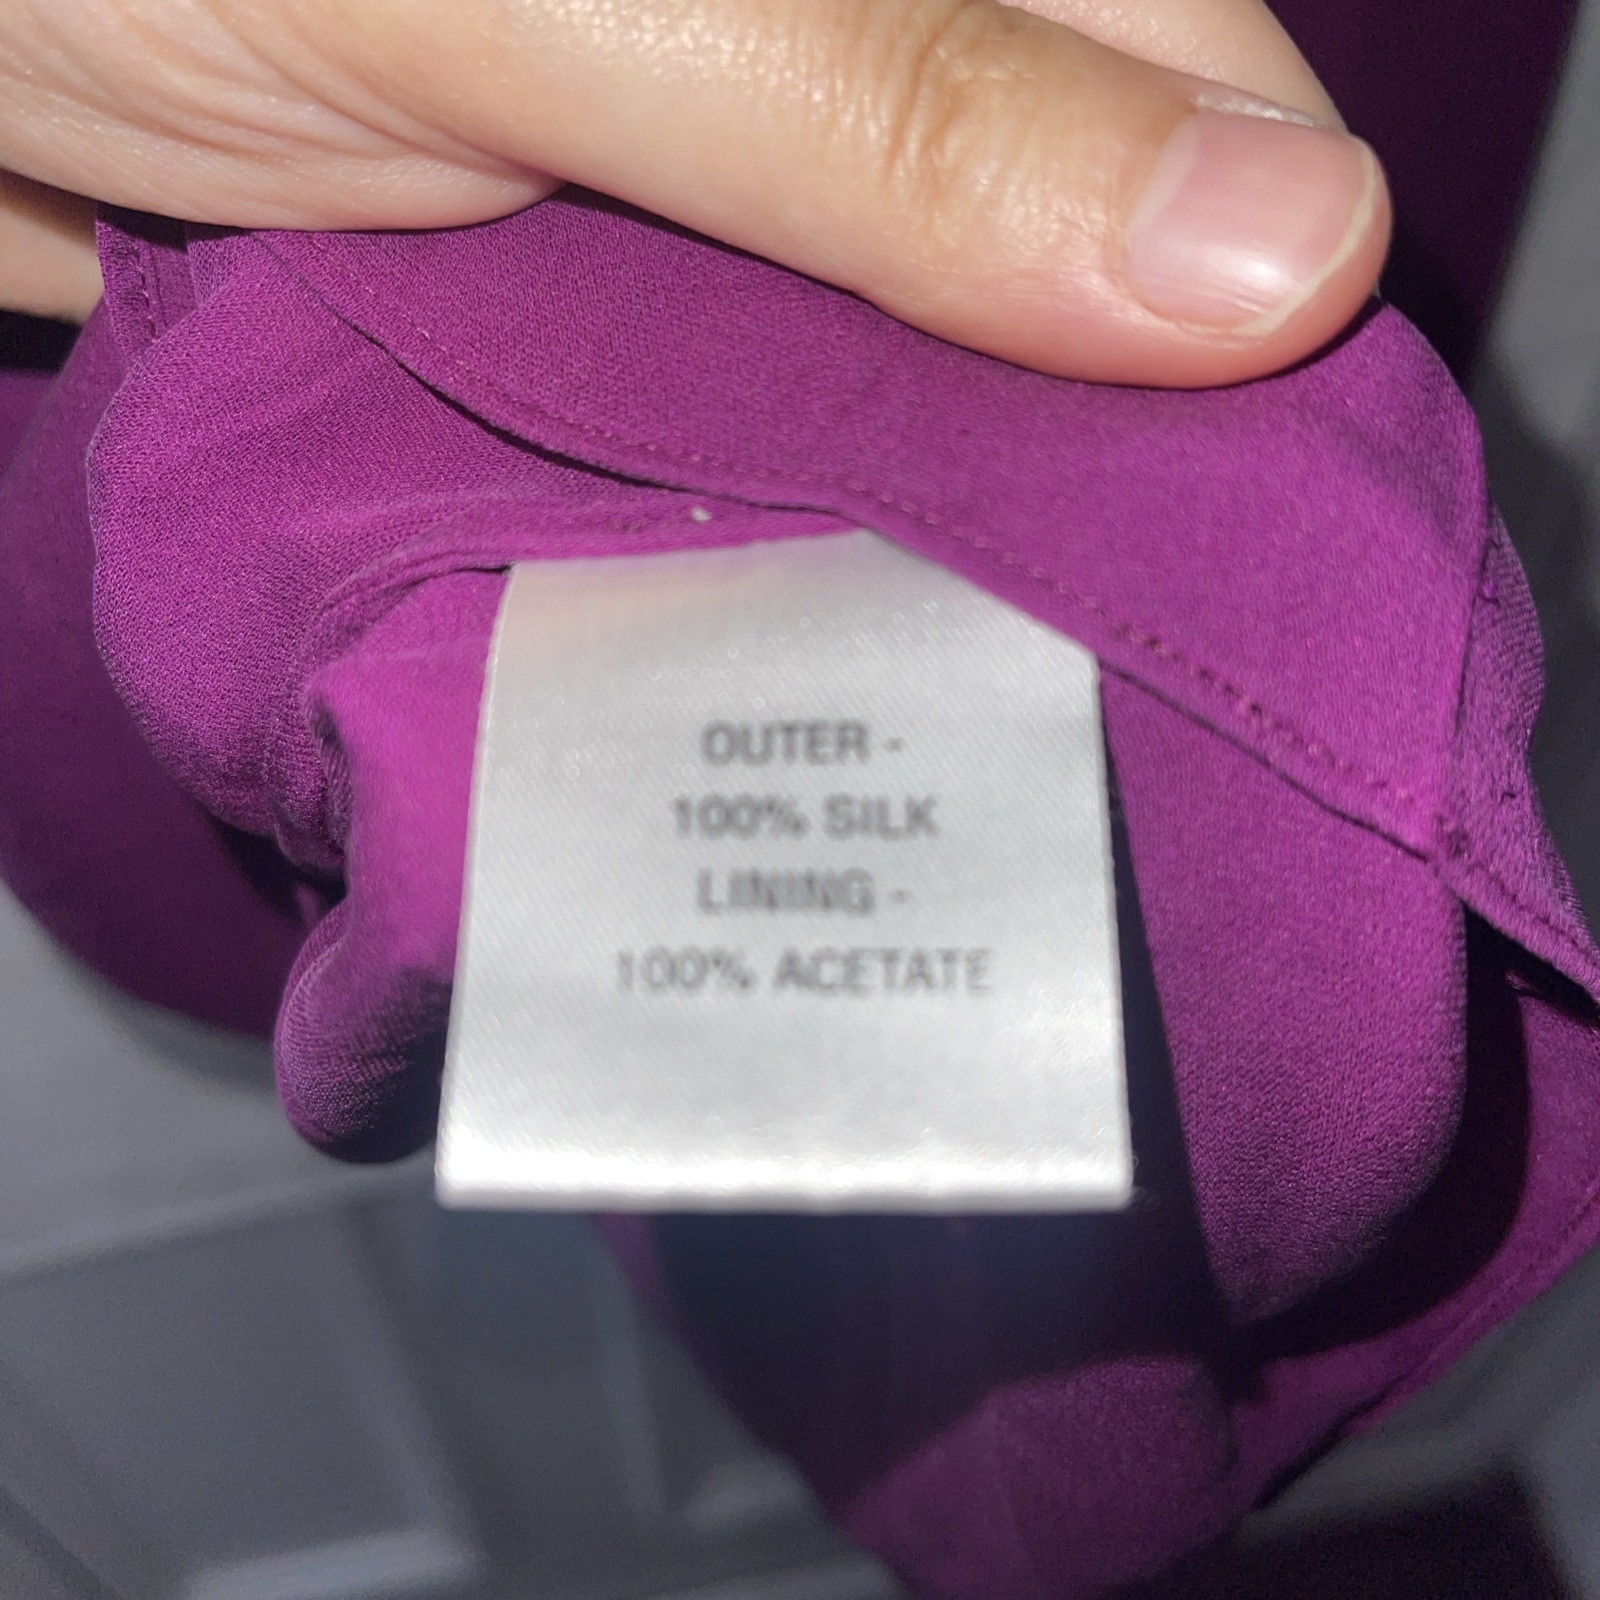 OUTER -
100% SILK
LINING -
100% ACETATE